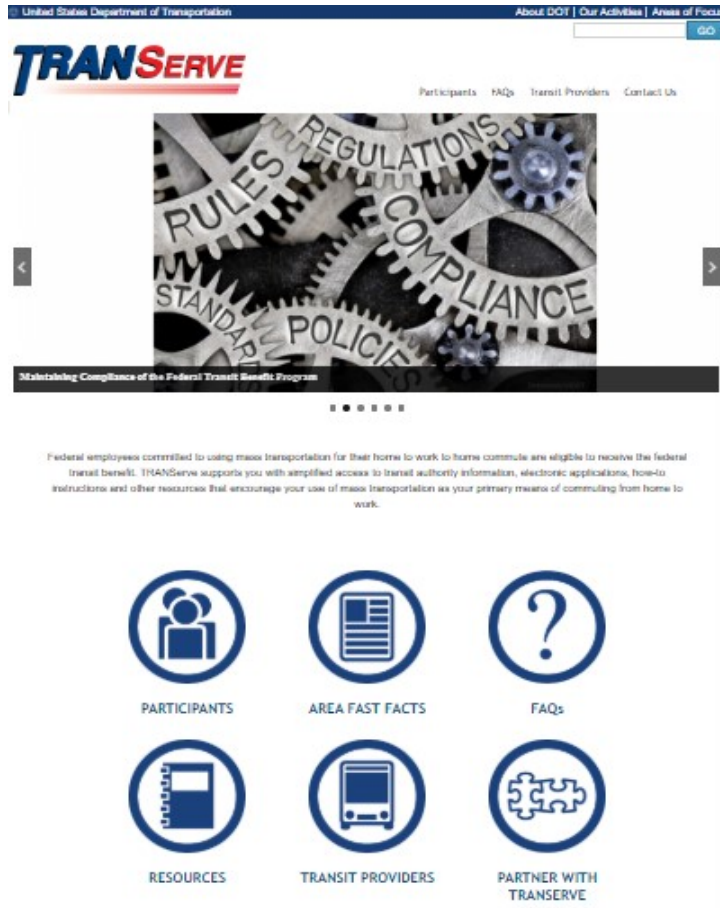 United States Department of Transportation
About DOT | Our Activities | Areas of Focus
GO
TRANSERVE
Participants FAQs Transit Providers Contact Us
REGULATIONS
RULES
COMPLIANCE
STANDARDS
POLICIES
Maintaining Compliance of the Federal Transit Benefit Program
Federal employees committed to using mass transportation for their home to work to home commute are eligible to receive the federal
transit benefit. TRANServe supports you with simplified access to transit authority information, electronic applications, how-to
instructions and other resources that encourage your use of mass transportation as your primary means of commuting from home to
work.
PARTICIPANTS
AREA FAST FACTS
FAQs
RESOURCES
TRANSIT PROVIDERS
PARTNER WITH
TRANSERVE